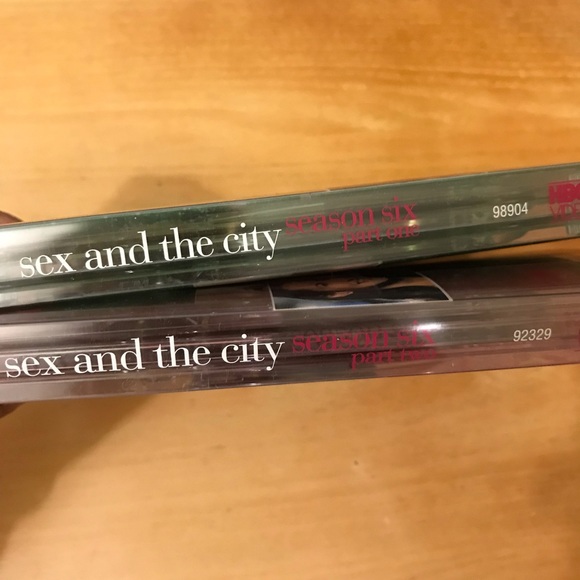 sex and the city season six
part one
98904
sex and the city season six
part two
92329